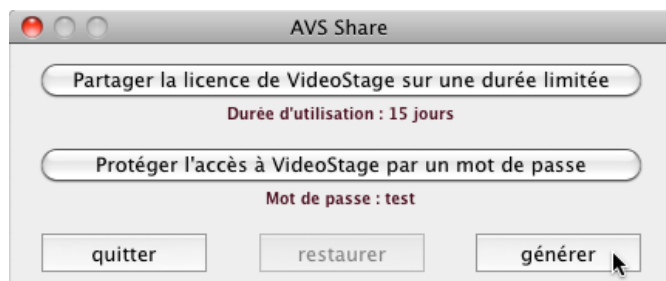 AVS Share
Partager la licence de VideoStage sur une durée limitée
Durée d'utilisation : 15 jours
Protéger l'accès à VideoStage par un mot de passe
Mot de passe : test
quitter restaurer générer